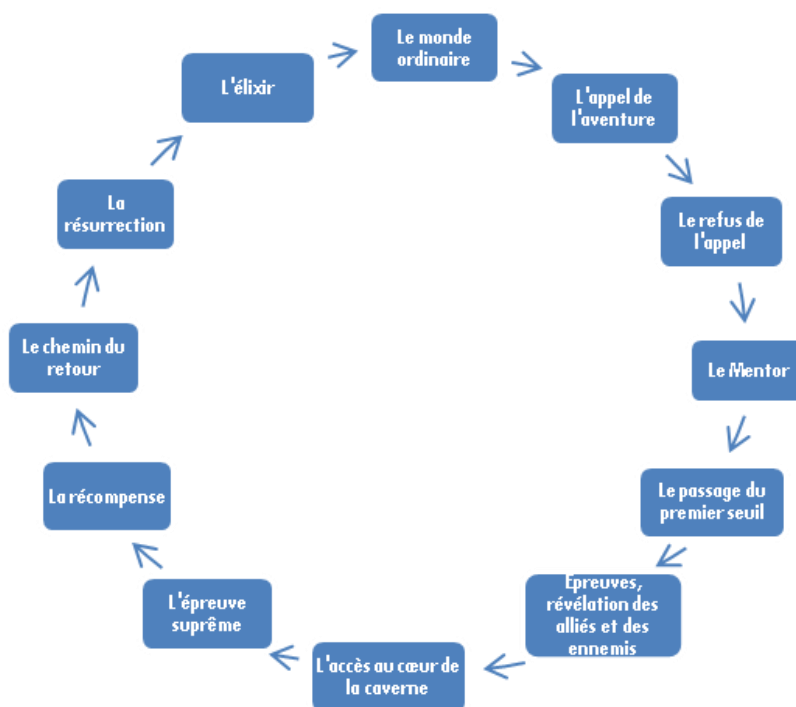 Le monde
ordinaire
L'appel de
l'aventure
Le refus de
l'appel
Le Mentor
Le passage du
premier seuil
Epreuves,
révélation des
alliés et des
ennemis
L'accès au cœur de
la caverne
L'épreuve
suprême
La récompense
Le chemin du
retour
La
résurrection
L'élixir